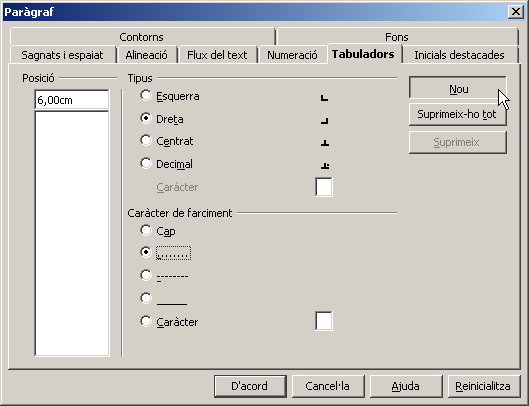 Paràgraf
Contorns
Fons
Sagnats i espaiat
Alineació
Flux del text
Numeració
Tabuladors
Inicials destacades
Posició
6,00cm
Tipus
Esquerra
Dreta
Centrat
Decimal
Caràcter
Caràcter de farciment
Cap
.......
--------
______
Caràcter
Nou
Suprimeix-ho tot
Suprimeix
D'acord
Cancel·la
Ajuda
Reinicialitza